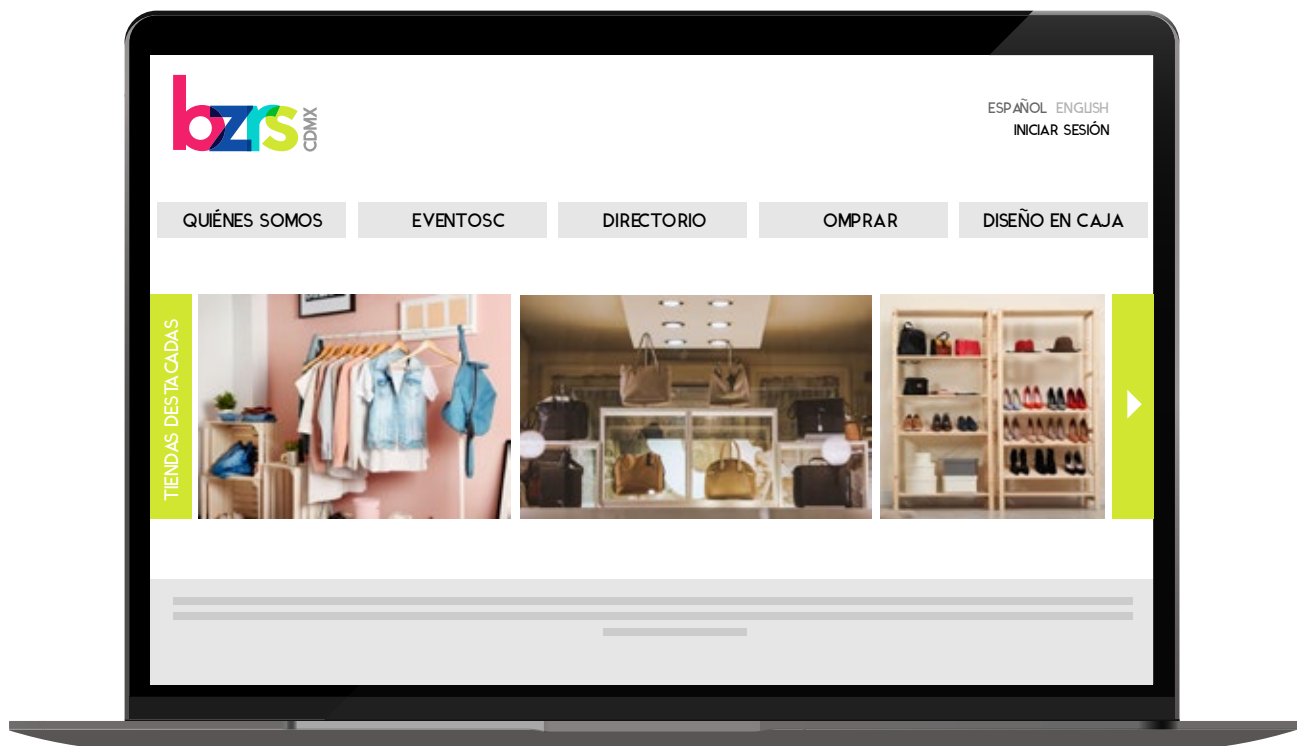 bzrs CDMX
ESPAÑOL ENGLISH
INICIAR SESIÓN
QUIÉNES SOMOS
EVENTOSC
DIRECTORIO
OMPRAR
DISEÑO EN CAJA
TIENDAS DESTACADAS